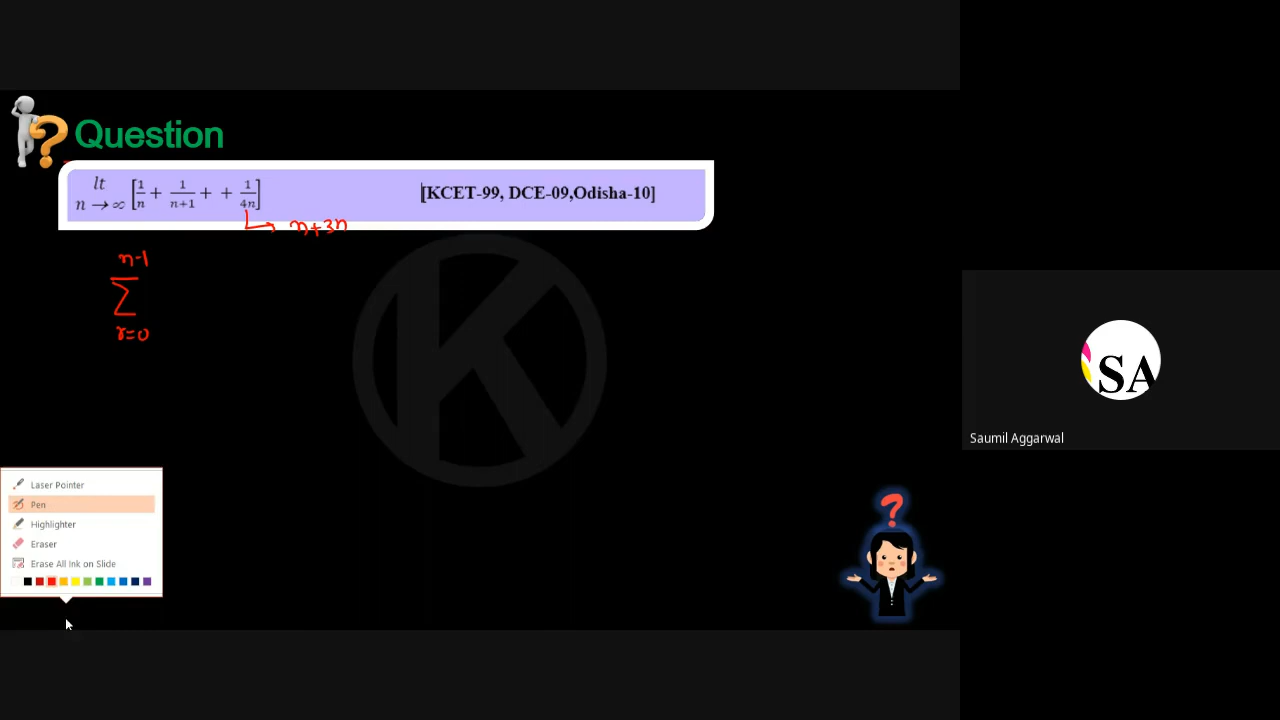 Question
lt n → ∞ [1/n + 1/(n+1) + + 1/4n] [KCET-99, DCE-09,Odisha-10]
n+3n
n-1
Σ
r=0
SA
Saumil Aggarwal
Laser Pointer
Pen
Highlighter
Eraser
Erase All Ink on Slide